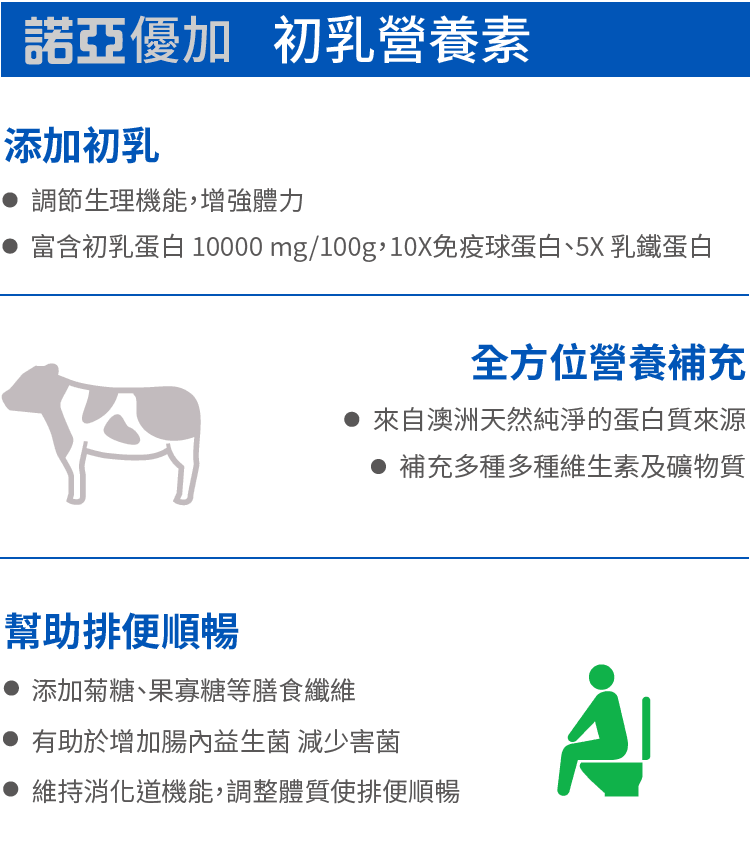 諾亞優加 初乳營養素
添加初乳
● 調節生理機能，增強體力
● 富含初乳蛋白 10000 mg/100g，10X免疫球蛋白、5X 乳鐵蛋白
全方位營養補充
● 來自澳洲天然純淨的蛋白質來源
● 補充多種多種維生素及礦物質
幫助排便順暢
● 添加菊糖、果寡糖等膳食纖維
● 有助於增加腸內益生菌 減少害菌
● 維持消化道機能，調整體質使排便順暢